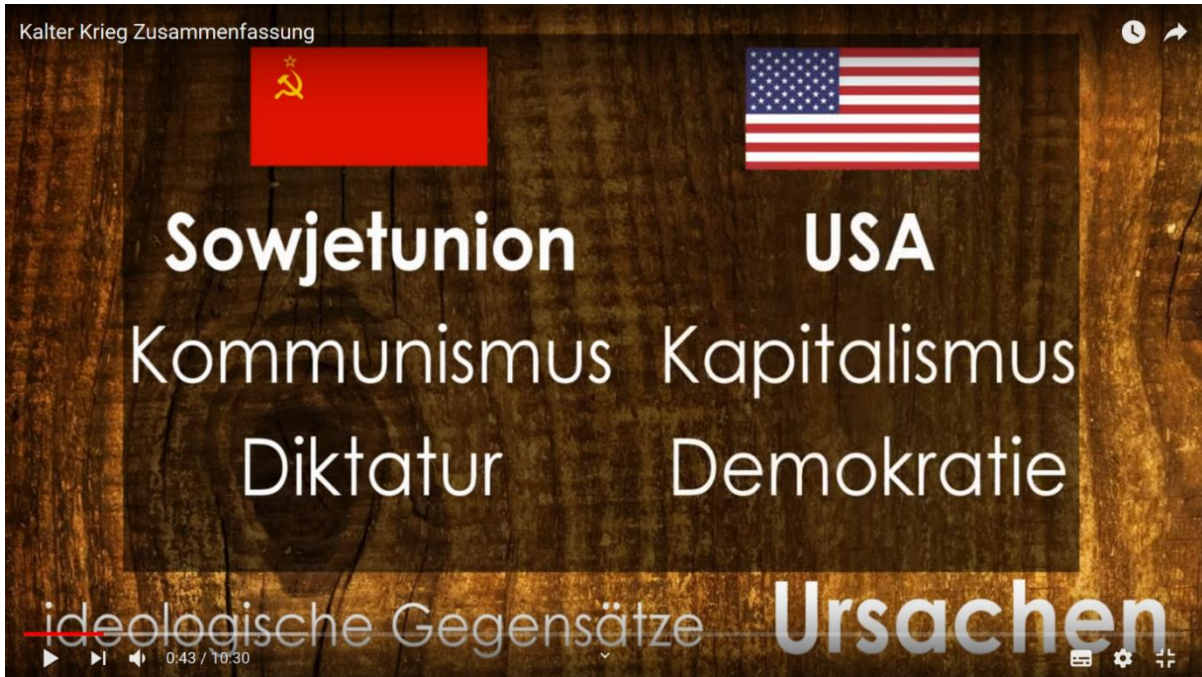 Kalter Krieg Zusammenfassung
Sowjetunion USA
Kommunismus Kapitalismus
Diktatur Demokratie
ideologische Gegensätze Ursachen
0:43 / 10:30